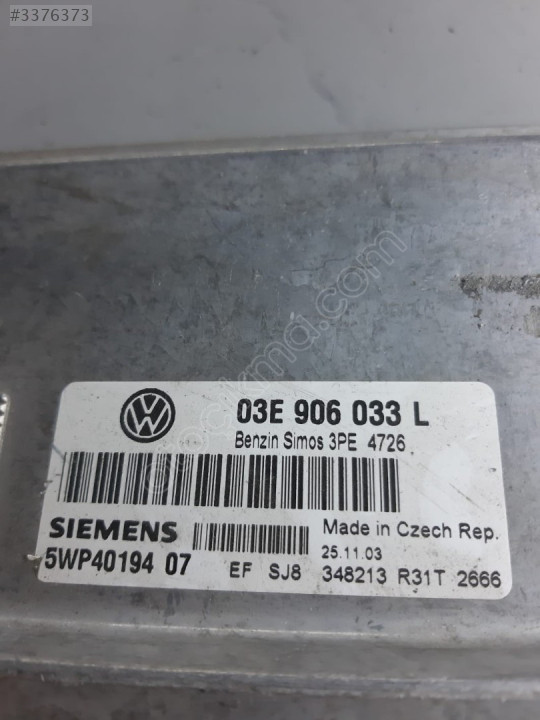 #3376373
03E 906 033 L
Benzin Simos 3PE 4726
SIEMENS
Made in Czech Rep.
25.11.03
5WP40194 07
EF SJ8 348213 R31T 2666